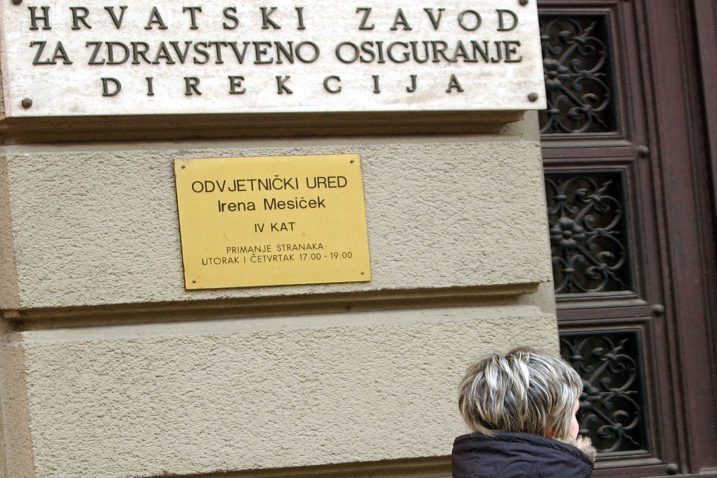 HRVATSKI ZAVOD
ZA ZDRAVSTVENO OSIGURANJE
DIREKCIJA
ODVJETNIČKI URED
Irena Mesiček
IV KAT
PRIMANJE STRANAKA:
UTORAK I ČETVRTAK 17:00 - 19:00